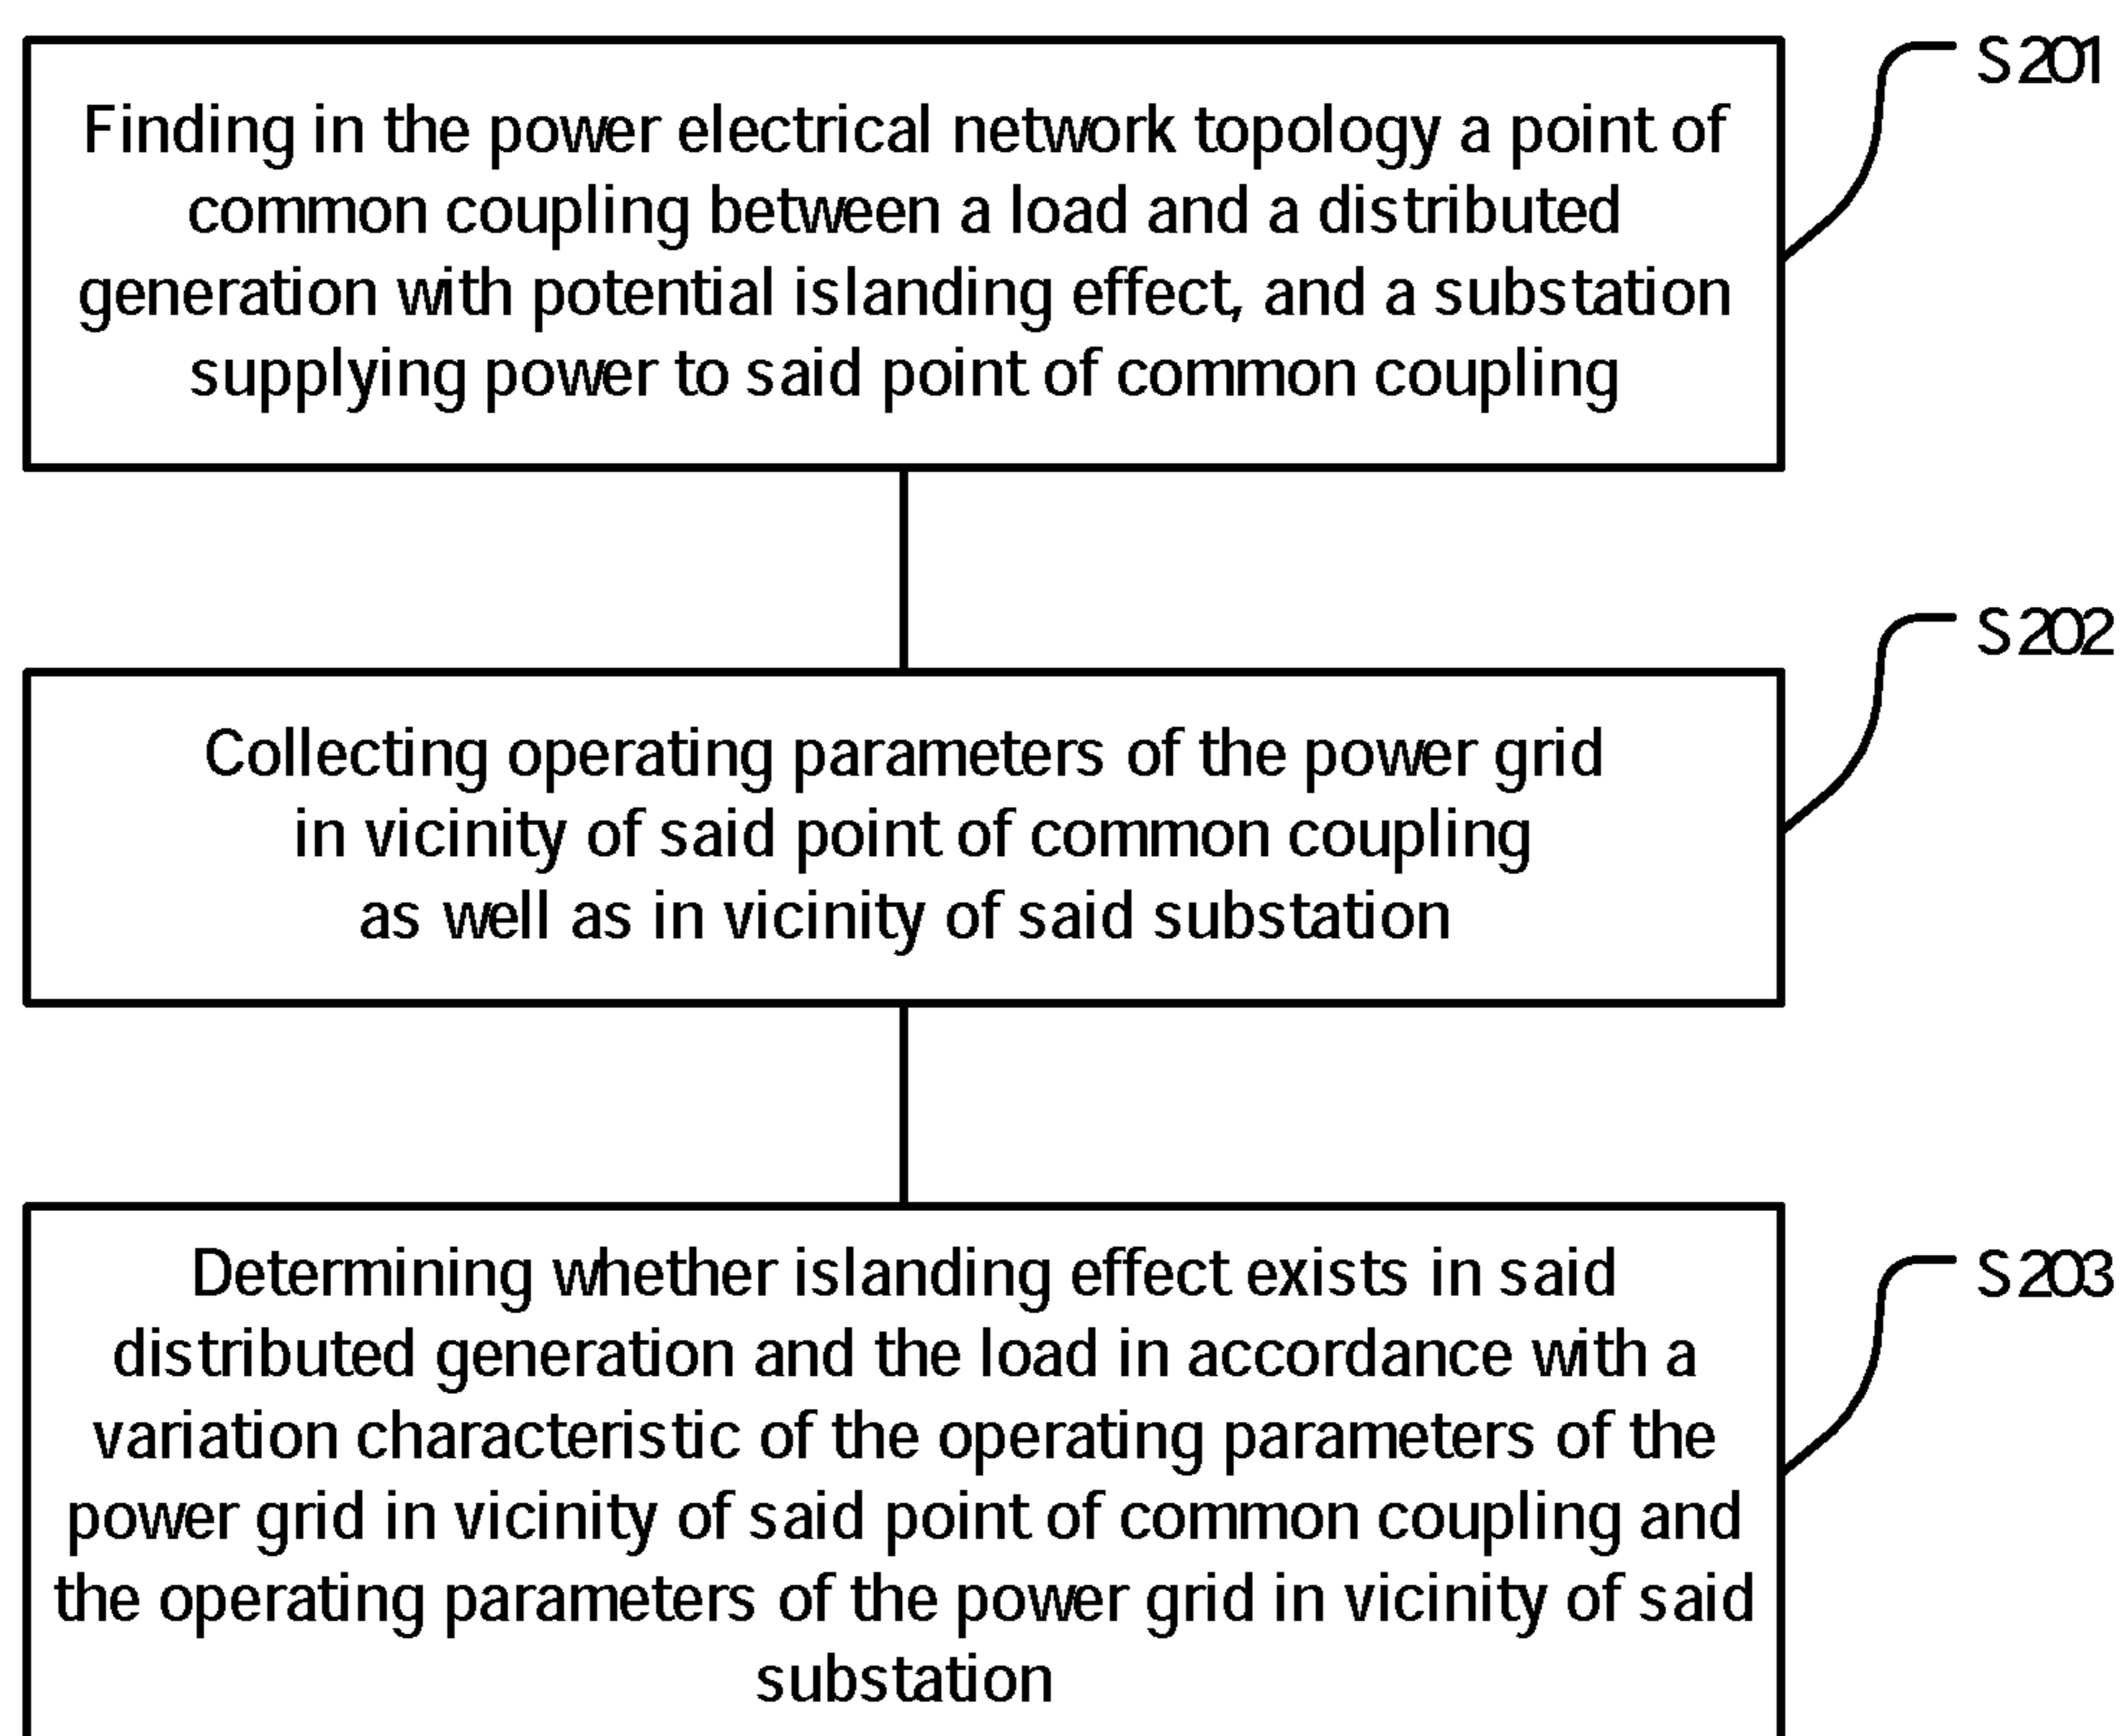 S201
Finding in the power electrical network topology a point of
common coupling between a load and a distributed
generation with potential islanding effect, and a substation
supplying power to said point of common coupling
S202
Collecting operating parameters of the power grid
in vicinity of said point of common coupling
as well as in vicinity of said substation
S203
Determining whether islanding effect exists in said
distributed generation and the load in accordance with a
variation characteristic of the operating parameters of the
power grid in vicinity of said point of common coupling and
the operating parameters of the power grid in vicinity of said
substation